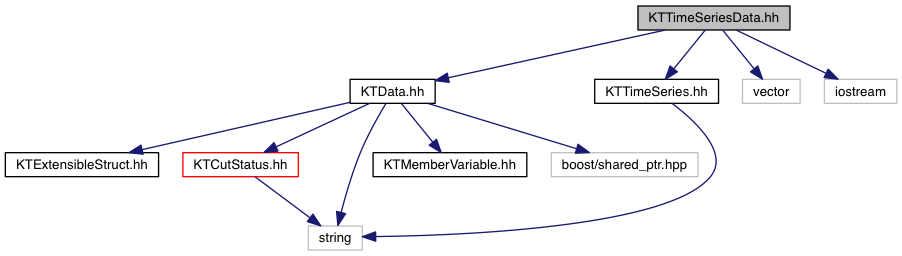 KTTimeSeriesData.hh
KTData.hh
KTTimeSeries.hh
vector
iostream
KTExtensibleStruct.hh
KTCutStatus.hh
KTMemberVariable.hh
boost/shared_ptr.hpp
string